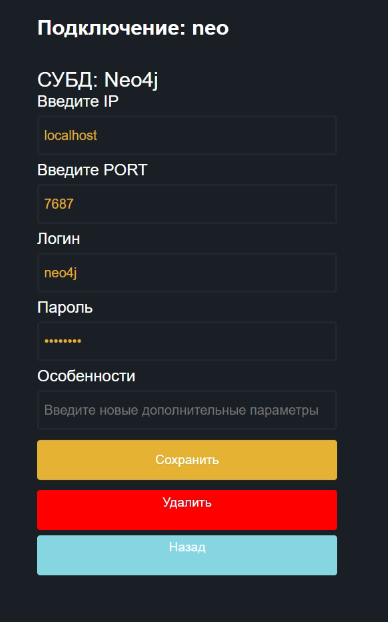 Подключение: neo
СУБД: Neo4j
Введите IP
localhost
Введите PORT
7687
Логин
neo4j
Пароль
••••••••
Особенности
Введите новые дополнительные параметры
Сохранить
Удалить
Назад